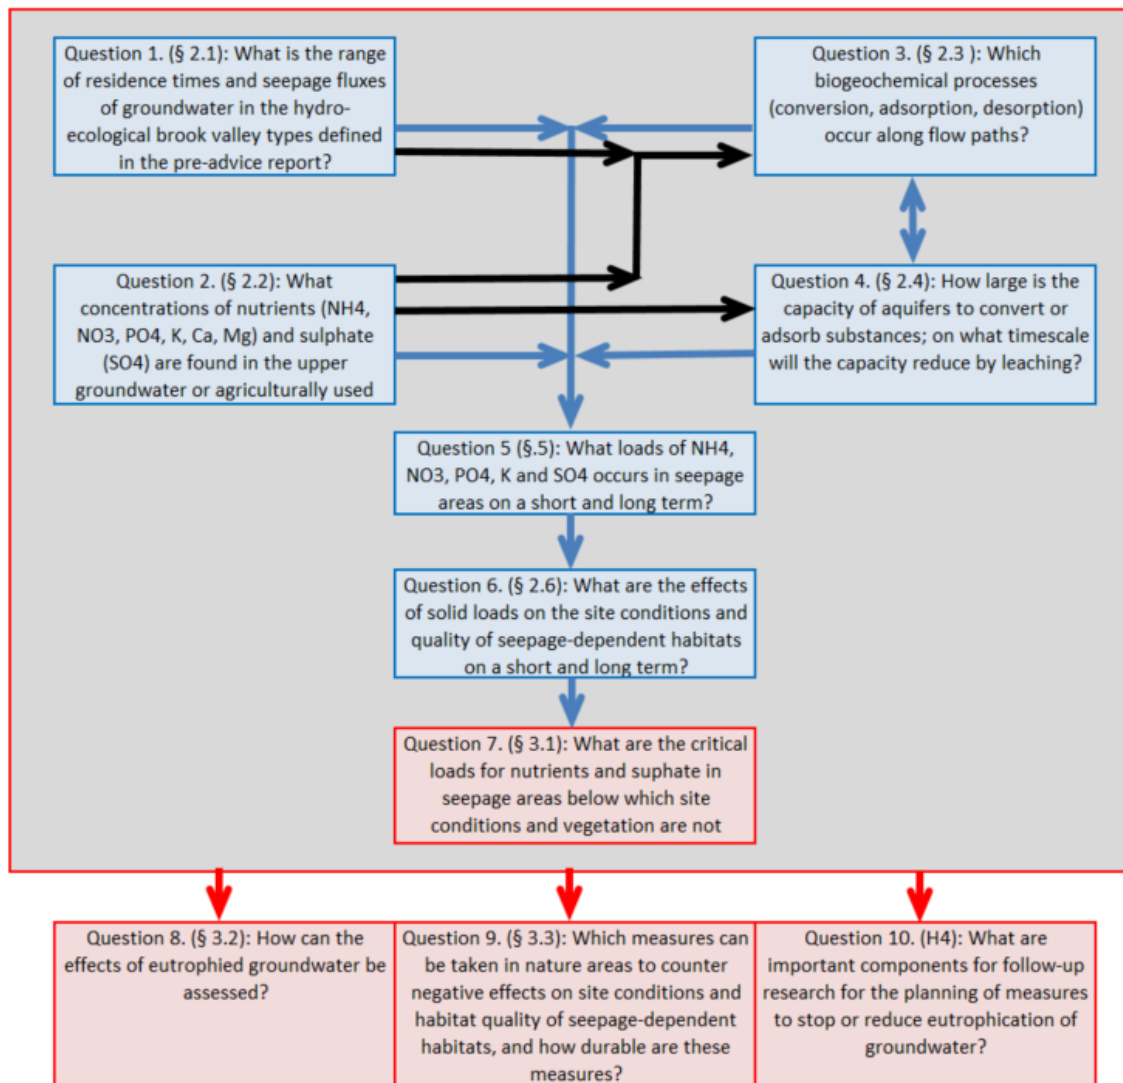 Question 1. (§ 2.1): What is the range
of residence times and seepage fluxes
of groundwater in the hydro-
ecological brook valley types defined
in the pre-advice report?
Question 3. (§ 2.3 ): Which
biogeochemical processes
(conversion, adsorption, desorption)
occur along flow paths?
Question 2. (§ 2.2): What
concentrations of nutrients (NH4,
NO3, PO4, K, Ca, Mg) and sulphate
(SO4) are found in the upper
groundwater or agriculturally used
Question 4. (§ 2.4): How large is the
capacity of aquifers to convert or
adsorb substances; on what timescale
will the capacity reduce by leaching?
Question 5 (§.5): What loads of NH4,
NO3, PO4, K and SO4 occurs in seepage
areas on a short and long term?
Question 6. (§ 2.6): What are the effects
of solid loads on the site conditions and
quality of seepage-dependent habitats
on a short and long term?
Question 7. (§ 3.1): What are the critical
loads for nutrients and suphate in
seepage areas below which site
conditions and vegetation are not
Question 8. (§ 3.2): How can the
effects of eutrophied groundwater be
assessed?
Question 9. (§ 3.3): Which measures can
be taken in nature areas to counter
negative effects on site conditions and
habitat quality of seepage-dependent
habitats, and how durable are these
measures?
Question 10. (H4): What are
important components for follow-up
research for the planning of measures
to stop or reduce eutrophication of
groundwater?